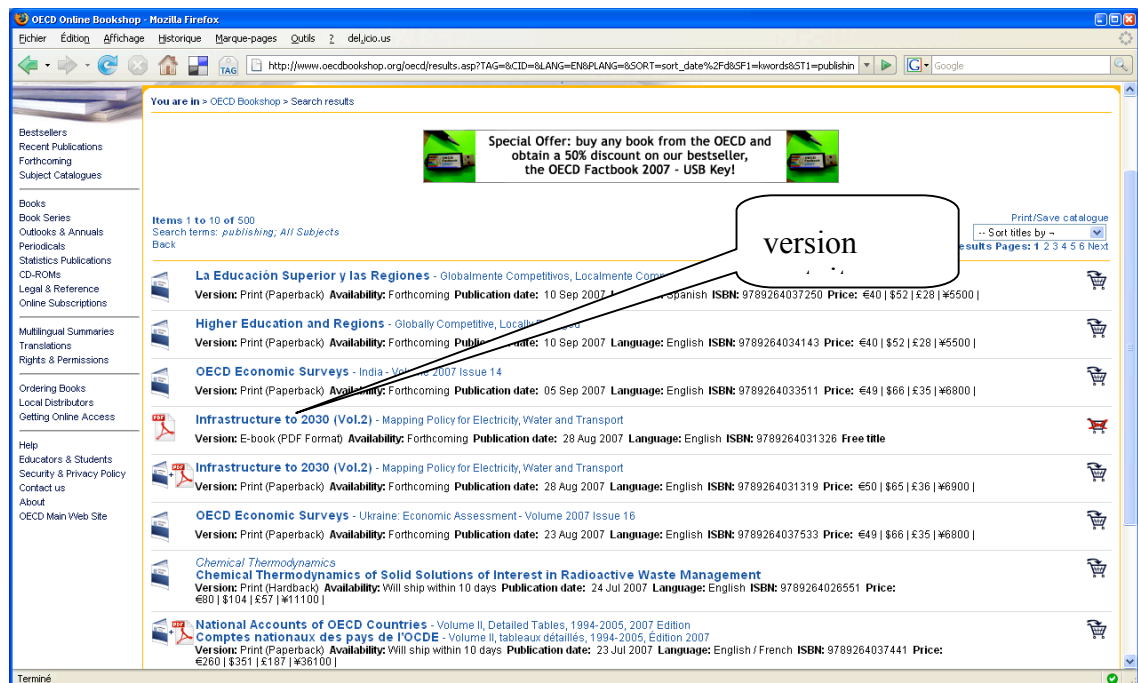 OECD Online Bookshop - Mozilla Firefox
Fichier Édition Affichage Historique Marque-pages Outils ? del.icio.us
TAG http://www.oecdbookshop.org/oecd/results.asp?TAG=&CID=&LANG=EN&PLANG=&SORT=sort_date%2Fd&SF1=kwords&ST1=publishin G Google
You are in > OECD Bookshop > Search results
Bestsellers
Recent Publications
Forthcoming
Subject Catalogues
Books
Book Series
Outlooks & Annuals
Periodicals
Statistics Publications
CD-ROMs
Legal & Reference
Online Subscriptions
Multilingual Summaries
Translations
Rights & Permissions
Ordering Books
Local Distributors
Getting Online Access
Help
Educators & Students
Security & Privacy Policy
Contact us
About
OECD Main Web Site
Special Offer: buy any book from the OECD and
obtain a 50% discount on our bestseller,
the OECD Factbook 2007 - USB Key!
version
Items 1 to 10 of 500
Search terms: publishing; All Subjects
Back
Print/Save catalogue
-- Sort titles by ¬
esults Pages: 1 2 3 4 5 6 Next
La Educación Superior y las Regiones - Globalmente Competitivos, Localmente Com
Version: Print (Paperback) Availability: Forthcoming Publication date: 10 Sep 2007 Spanish ISBN: 9789264037250 Price: €40 | $52 | £28 | ¥5500 |
Higher Education and Regions - Globally Competitive, Locally
Version: Print (Paperback) Availability: Forthcoming Publication date: 10 Sep 2007 Language: English ISBN: 9789264034143 Price: €40 | $52 | £28 | ¥5500 |
OECD Economic Surveys - India - Volume 2007 Issue 14
Version: Print (Paperback) Availability: Forthcoming Publication date: 05 Sep 2007 Language: English ISBN: 9789264033511 Price: €49 | $66 | £35 | ¥6800 |
PDF Infrastructure to 2030 (Vol.2) - Mapping Policy for Electricity, Water and Transport
Version: E-book (PDF Format) Availability: Forthcoming Publication date: 28 Aug 2007 Language: English ISBN: 9789264031326 Free title
+ PDF Infrastructure to 2030 (Vol.2) - Mapping Policy for Electricity, Water and Transport
Version: Print (Paperback) Availability: Forthcoming Publication date: 28 Aug 2007 Language: English ISBN: 9789264031319 Price: €50 | $65 | £36 | ¥6900 |
OECD Economic Surveys - Ukraine: Economic Assessment - Volume 2007 Issue 16
Version: Print (Paperback) Availability: Forthcoming Publication date: 23 Aug 2007 Language: English ISBN: 9789264037533 Price: €49 | $66 | £35 | ¥6800 |
Chemical Thermodynamics
Chemical Thermodynamics of Solid Solutions of Interest in Radioactive Waste Management
Version: Print (Hardback) Availability: Will ship within 10 days Publication date: 24 Jul 2007 Language: English ISBN: 9789264026551 Price:
€80 | $104 | £57 | ¥11100 |
+ PDF National Accounts of OECD Countries - Volume II, Detailed Tables, 1994-2005, 2007 Edition
Comptes nationaux des pays de l'OCDE - Volume II, tableaux détaillés, 1994-2005, Édition 2007
Version: Print (Paperback) Availability: Will ship within 10 days Publication date: 23 Jul 2007 Language: English / French ISBN: 9789264037441 Price:
€260 | $351 | £187 | ¥36100 |
Terminé